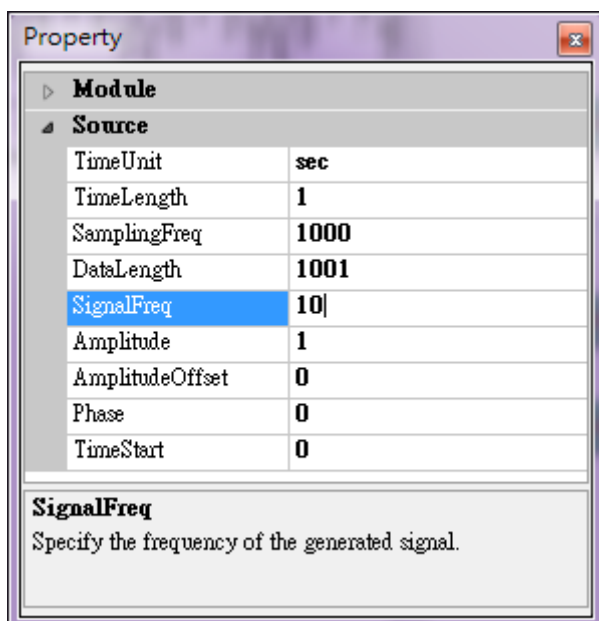 Property
Module
Source
TimeUnit sec
TimeLength 1
SamplingFreq 1000
DataLength 1001
SignalFreq 10
Amplitude 1
AmplitudeOffset 0
Phase 0
TimeStart 0
SignalFreq
Specify the frequency of the generated signal.